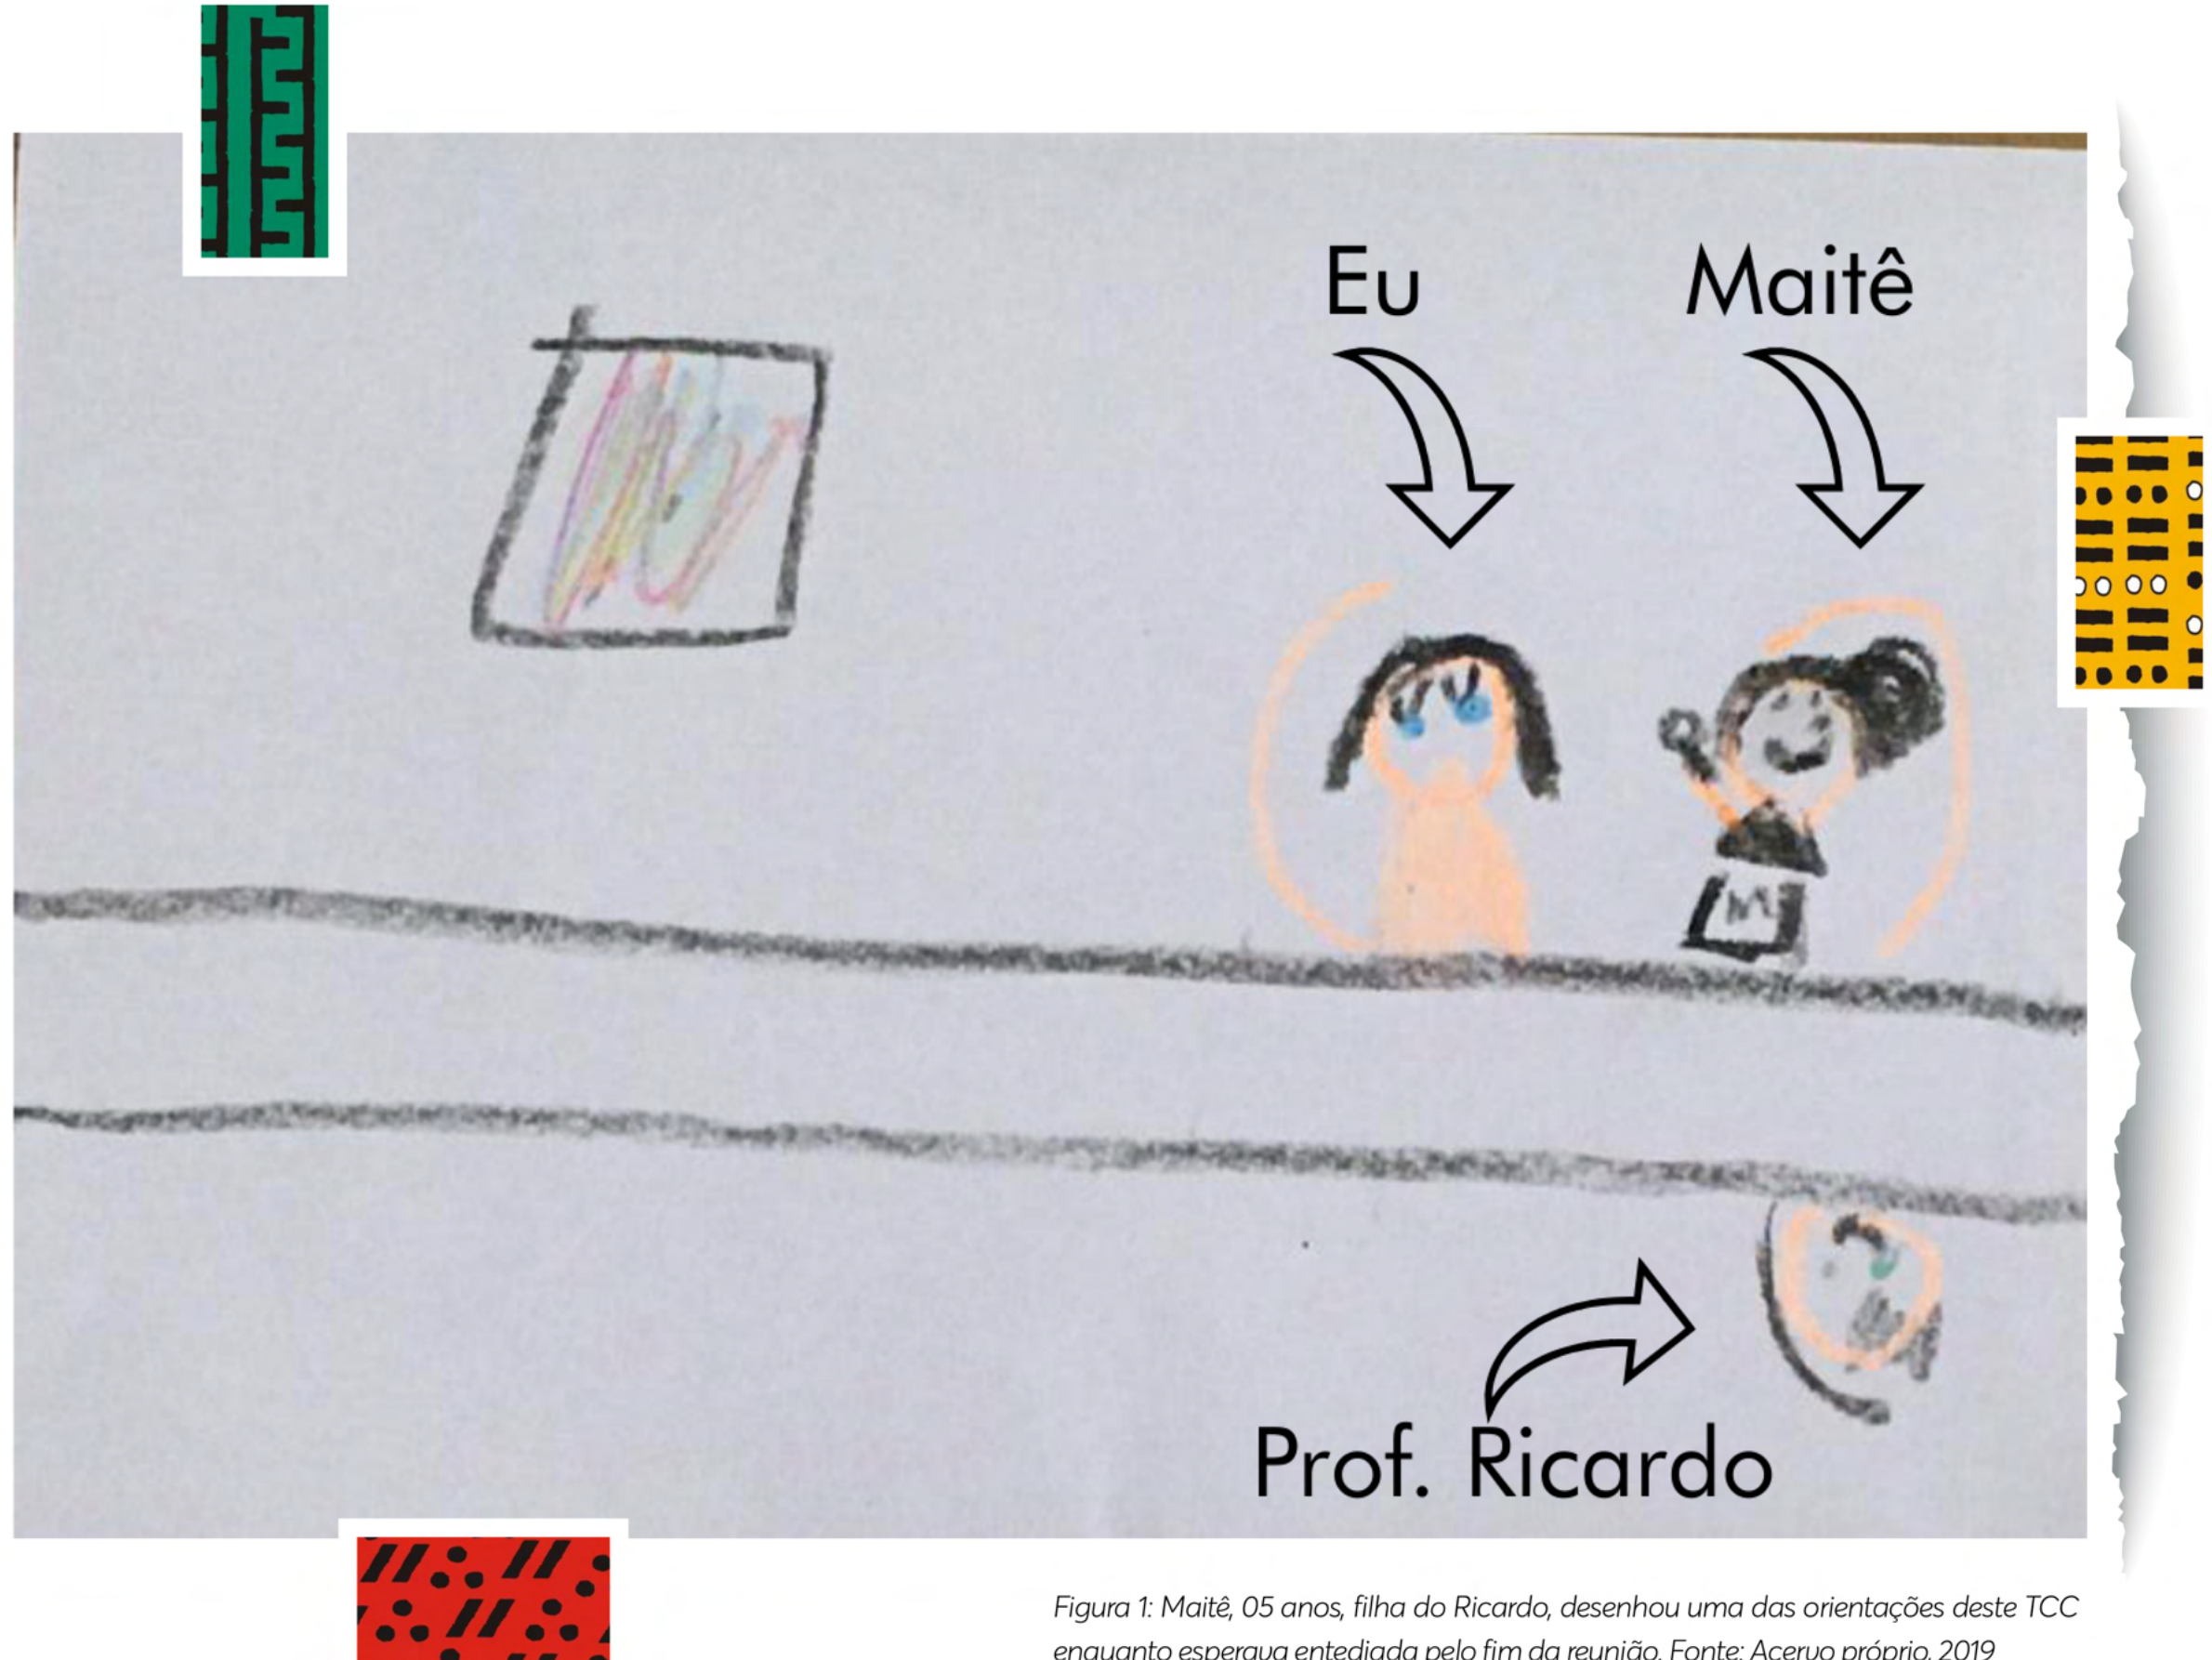 Eu
Maitê
M
Prof. Ricardo
Figura 1: Maitê, 05 anos, filha do Ricardo, desenhou uma das orientações deste TCC
enquanto esperava entediada pelo fim da reunião. Fonte: Acervo próprio, 2019